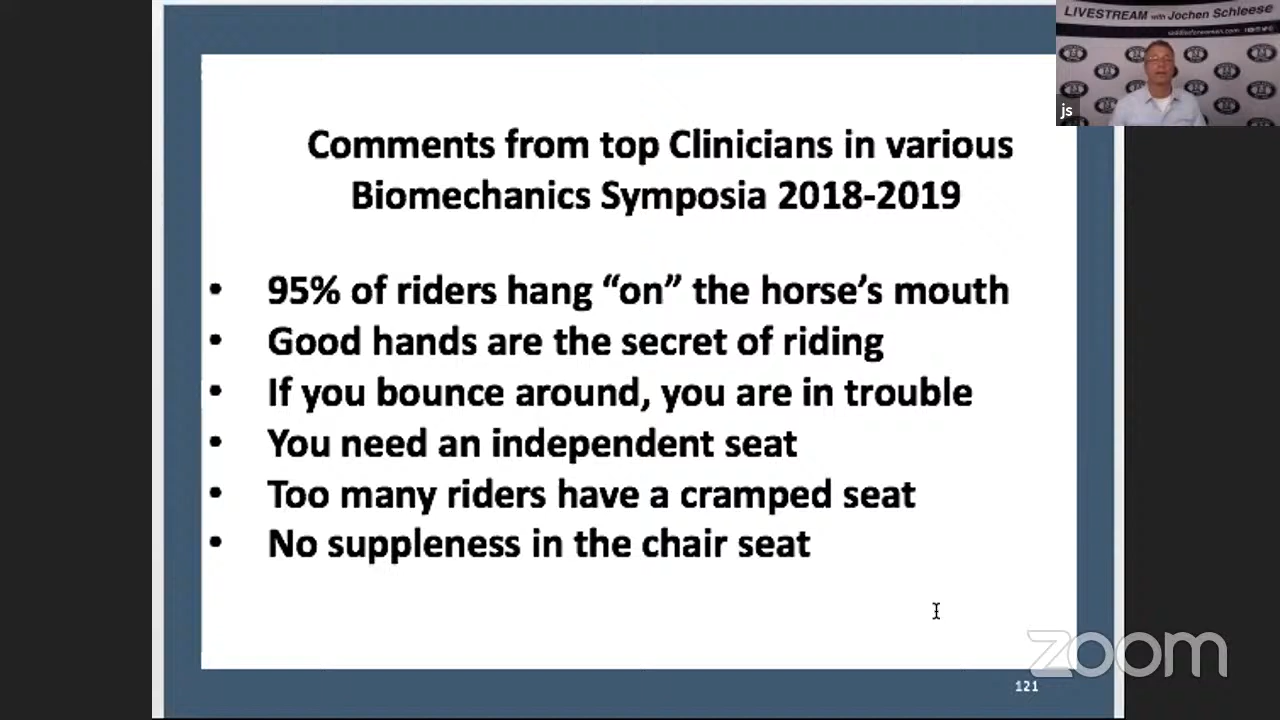 LIVESTREAM with Jochen Schleese
js
Comments from top Clinicians in various
Biomechanics Symposia 2018-2019
• 95% of riders hang “on” the horse’s mouth
• Good hands are the secret of riding
• If you bounce around, you are in trouble
• You need an independent seat
• Too many riders have a cramped seat
• No suppleness in the chair seat
zoom
121